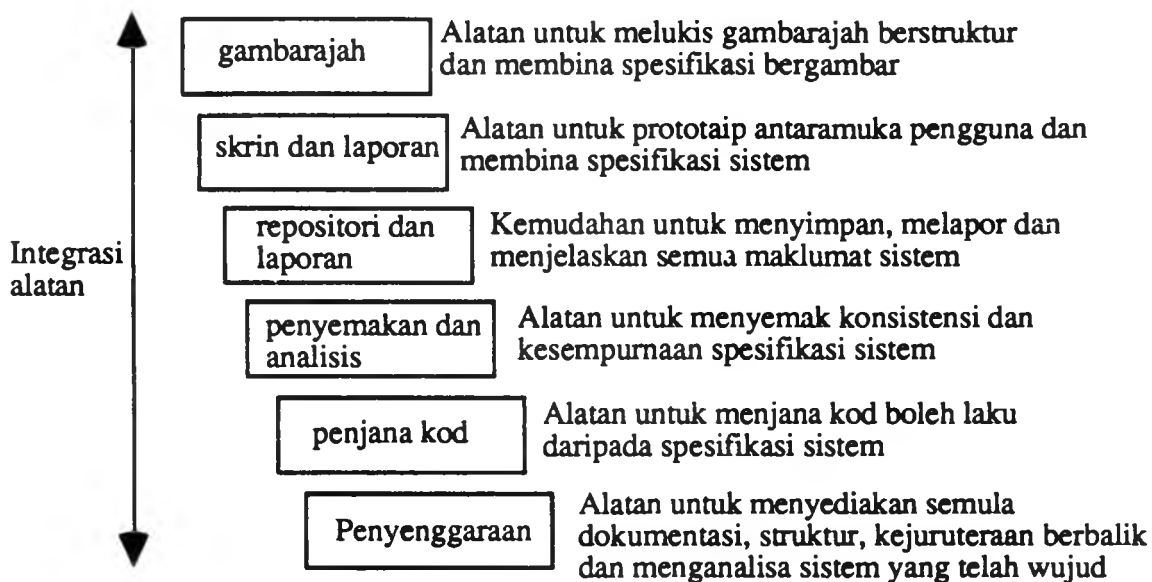 gambarajah
Alatan untuk melukis gambarajah berstruktur
dan membina spesifikasi bergambar
skrin dan laporan
Alatan untuk prototaip antaramuka pengguna dan
membina spesifikasi sistem
Integrasi
alatan
repositori dan
laporan
Kemudahan untuk menyimpan, melapor dan
menjelaskan semua maklumat sistem
penyemakan dan
analisis
Alatan untuk menyemak konsistensi dan
kesempurnaan spesifikasi sistem
penjana kod
Alatan untuk menjana kod boleh laku
daripada spesifikasi sistem
Penyenggaraan
Alatan untuk menyediakan semula
dokumentasi, struktur, kejuruteraan berbalik
dan menganalisa sistem yang telah wujud